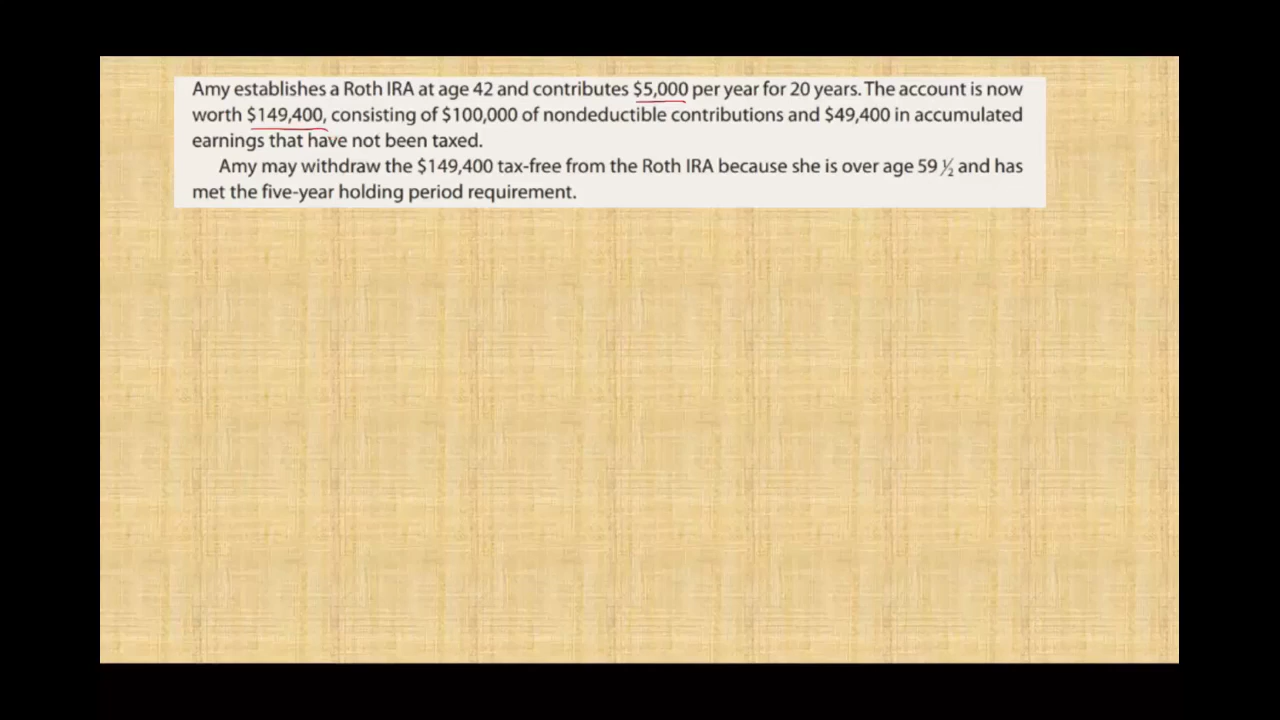 Amy establishes a Roth IRA at age 42 and contributes $5,000 per year for 20 years. The account is now
worth $149,400, consisting of $100,000 of nondeductible contributions and $49,400 in accumulated
earnings that have not been taxed.
Amy may withdraw the $149,400 tax-free from the Roth IRA because she is over age 59 ½ and has
met the five-year holding period requirement.